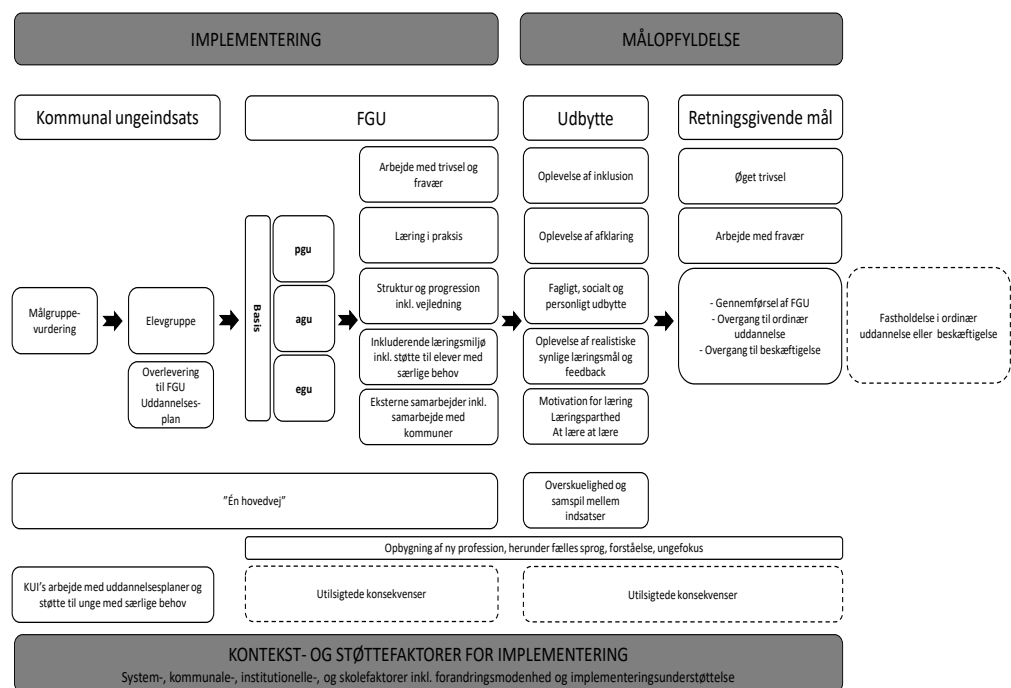 IMPLEMENTERING
MÅLOPFYLDELSE
Kommunal ungeindsats
FGU
Udbytte
Retningsgivende mål
Målgruppe-
vurdering
Elevgruppe
Overlevering
til FGU
Uddannelses-
plan
Basis
pgu
agu
egu
Arbejde med trivsel og
fravær
Læring i praksis
Struktur og progression
inkl. vejledning
Inkluderende læringsmiljø
inkl. støtte til elever med
særlige behov
Eksterne samarbejder inkl.
samarbejde med
kommuner
Oplevelse af inklusion
Oplevelse af afklaring
Fagligt, socialt og
personligt udbytte
Oplevelse af realistiske
synlige læringsmål og
feedback
Motivation for læring
Læringsparthed
At lære at lære
Øget trivsel
Arbejde med fravær
- Gennemførsel af FGU
- Overgang til ordinær
uddannelse
- Overgang til beskæftigelse
Fastholdelse i ordinær
uddannelse eller beskæftigelse
"Én hovedvej"
Overskuelighed og
samspil mellem
indsatser
Opbygning af ny profession, herunder fælles sprog, forståelse, ungefokus
KUI's arbejde med uddannelsesplaner og
støtte til unge med særlige behov
Utilsigtede konsekvenser
Utilsigtede konsekvenser
KONTEKST- OG STØTTEFAKTORER FOR IMPLEMENTERING
System-, kommunale-, institutionelle-, og skolefaktorer inkl. forandringsmodenhed og implementeringsunderstøttelse